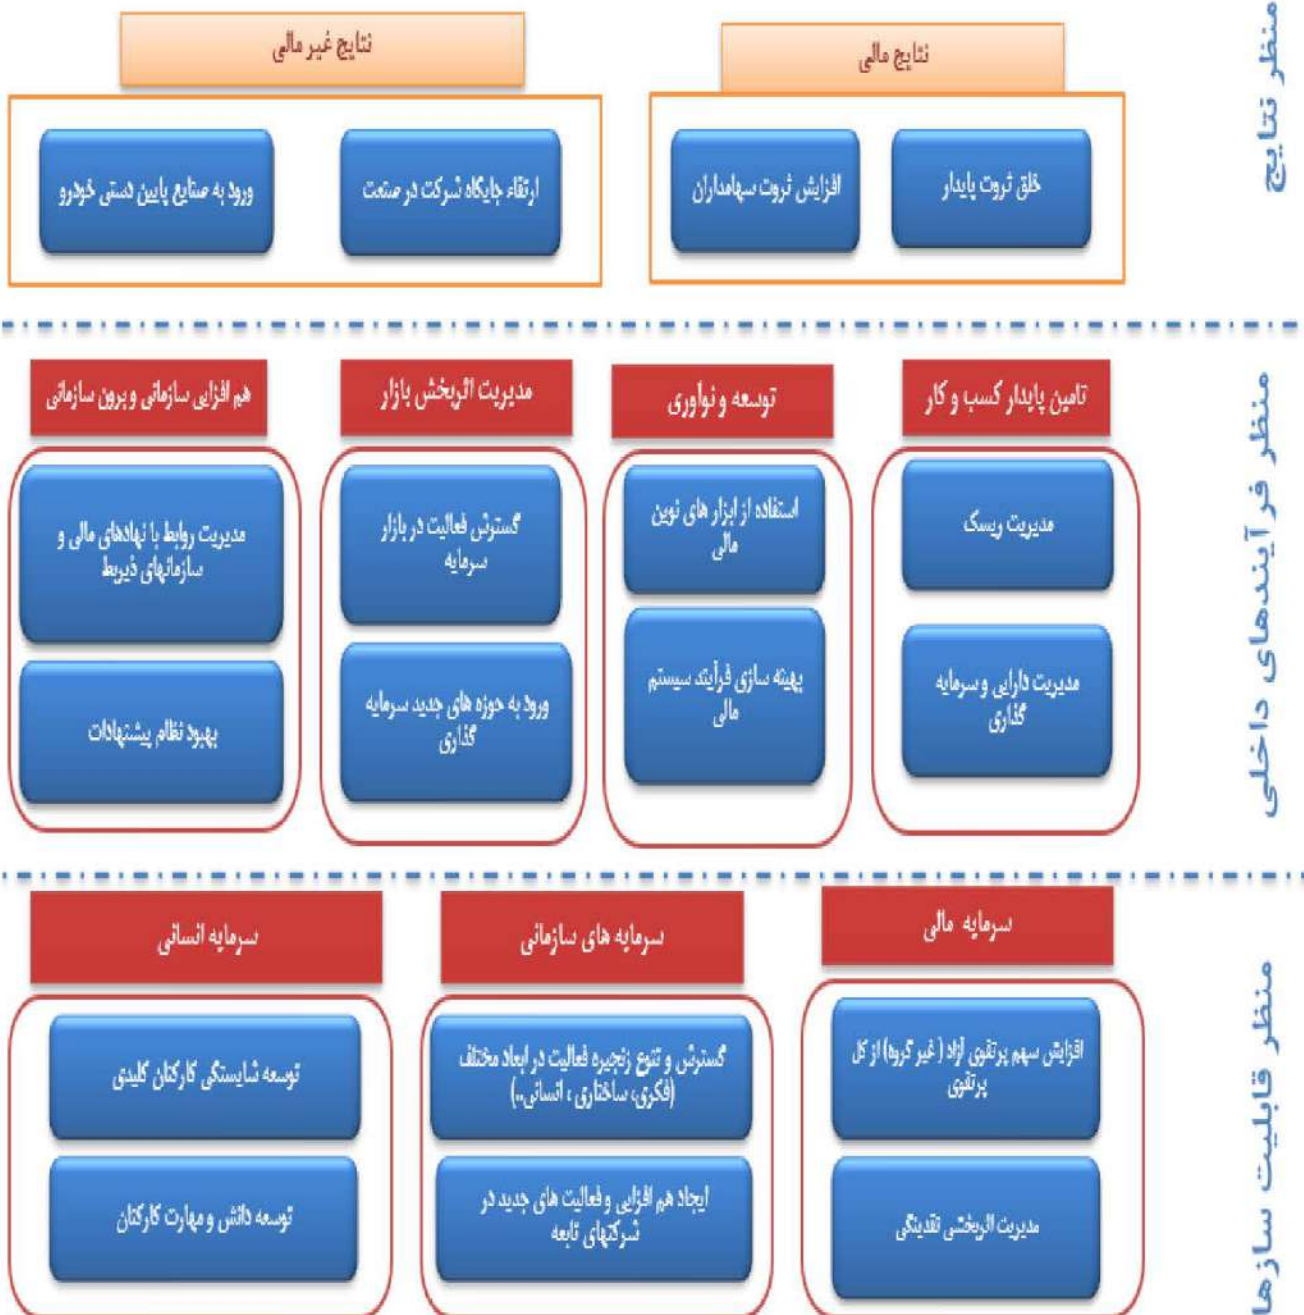 منظر نتایج
نتایج مالی
خلق ثروت پایدار
افزایش ثروت سهامداران
نتایج غیر مالی
ارتقاء جایگاه شرکت در صنعت
ورود به صنایع پایین دستی خودرو
منظر فرآیندهای داخلی
تامین پایدار کسب و کار
مدیریت ریسک
مدیریت دارایی و سرمایه
گذاری
توسعه و نوآوری
استفاده از ابزار های نوین
مالی
بهینه سازی فرآیند سیستم
مالی
مدیریت اثربخش بازار
گسترش فعالیت در بازار
سرمایه
ورود به حوزه های جدید سرمایه
گذاری
هم افزایی سازمانی و برون سازمانی
مدیریت روابط با نهادهای مالی و
سازمانهای ذیربط
بهبود نظام پیشنهادات
منظر قابلیت سازها
سرمایه مالی
افزایش سهم پرتفوی آزاد ( غیر گروه) از کل
پرتفوی
مدیریت اثربخشی نقدینگی
سرمایه های سازمانی
گسترش و تنوع زنجیره فعالیت در ابعاد مختلف
(فکری، ساختاری ، انسانی..)
ایجاد هم افزایی و فعالیت های جدید در
شرکتهای تابعه
سرمایه انسانی
توسعه شایستگی کارکنان کلیدی
توسعه دانش و مهارت کارکنان